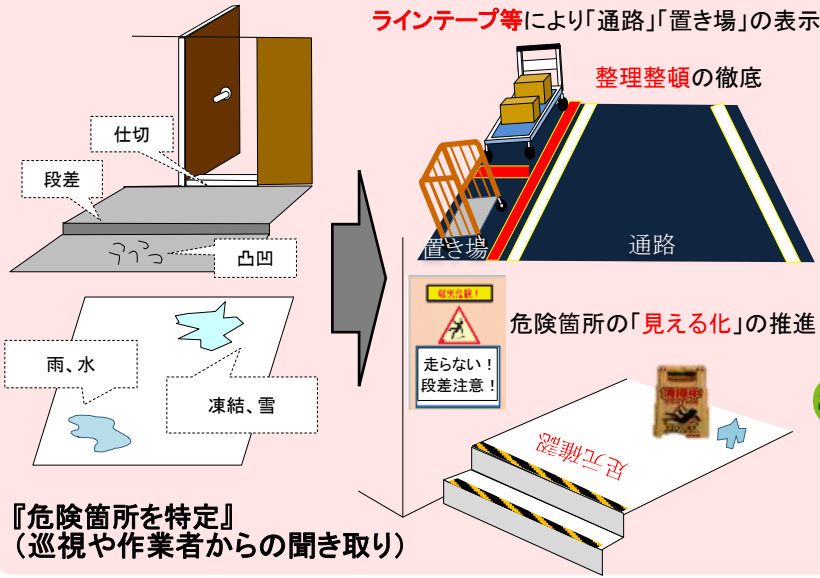 ラインテープ等により｢通路｣｢置き場｣の表示
整理整頓の徹底
仕切
段差
凸凹
置き場
通路
雨、水
凍結、雪
危険箇所の｢見える化｣の推進
走らない！
段差注意！
足元確認
『危険箇所を特定』
（巡視や作業者からの聞き取り）